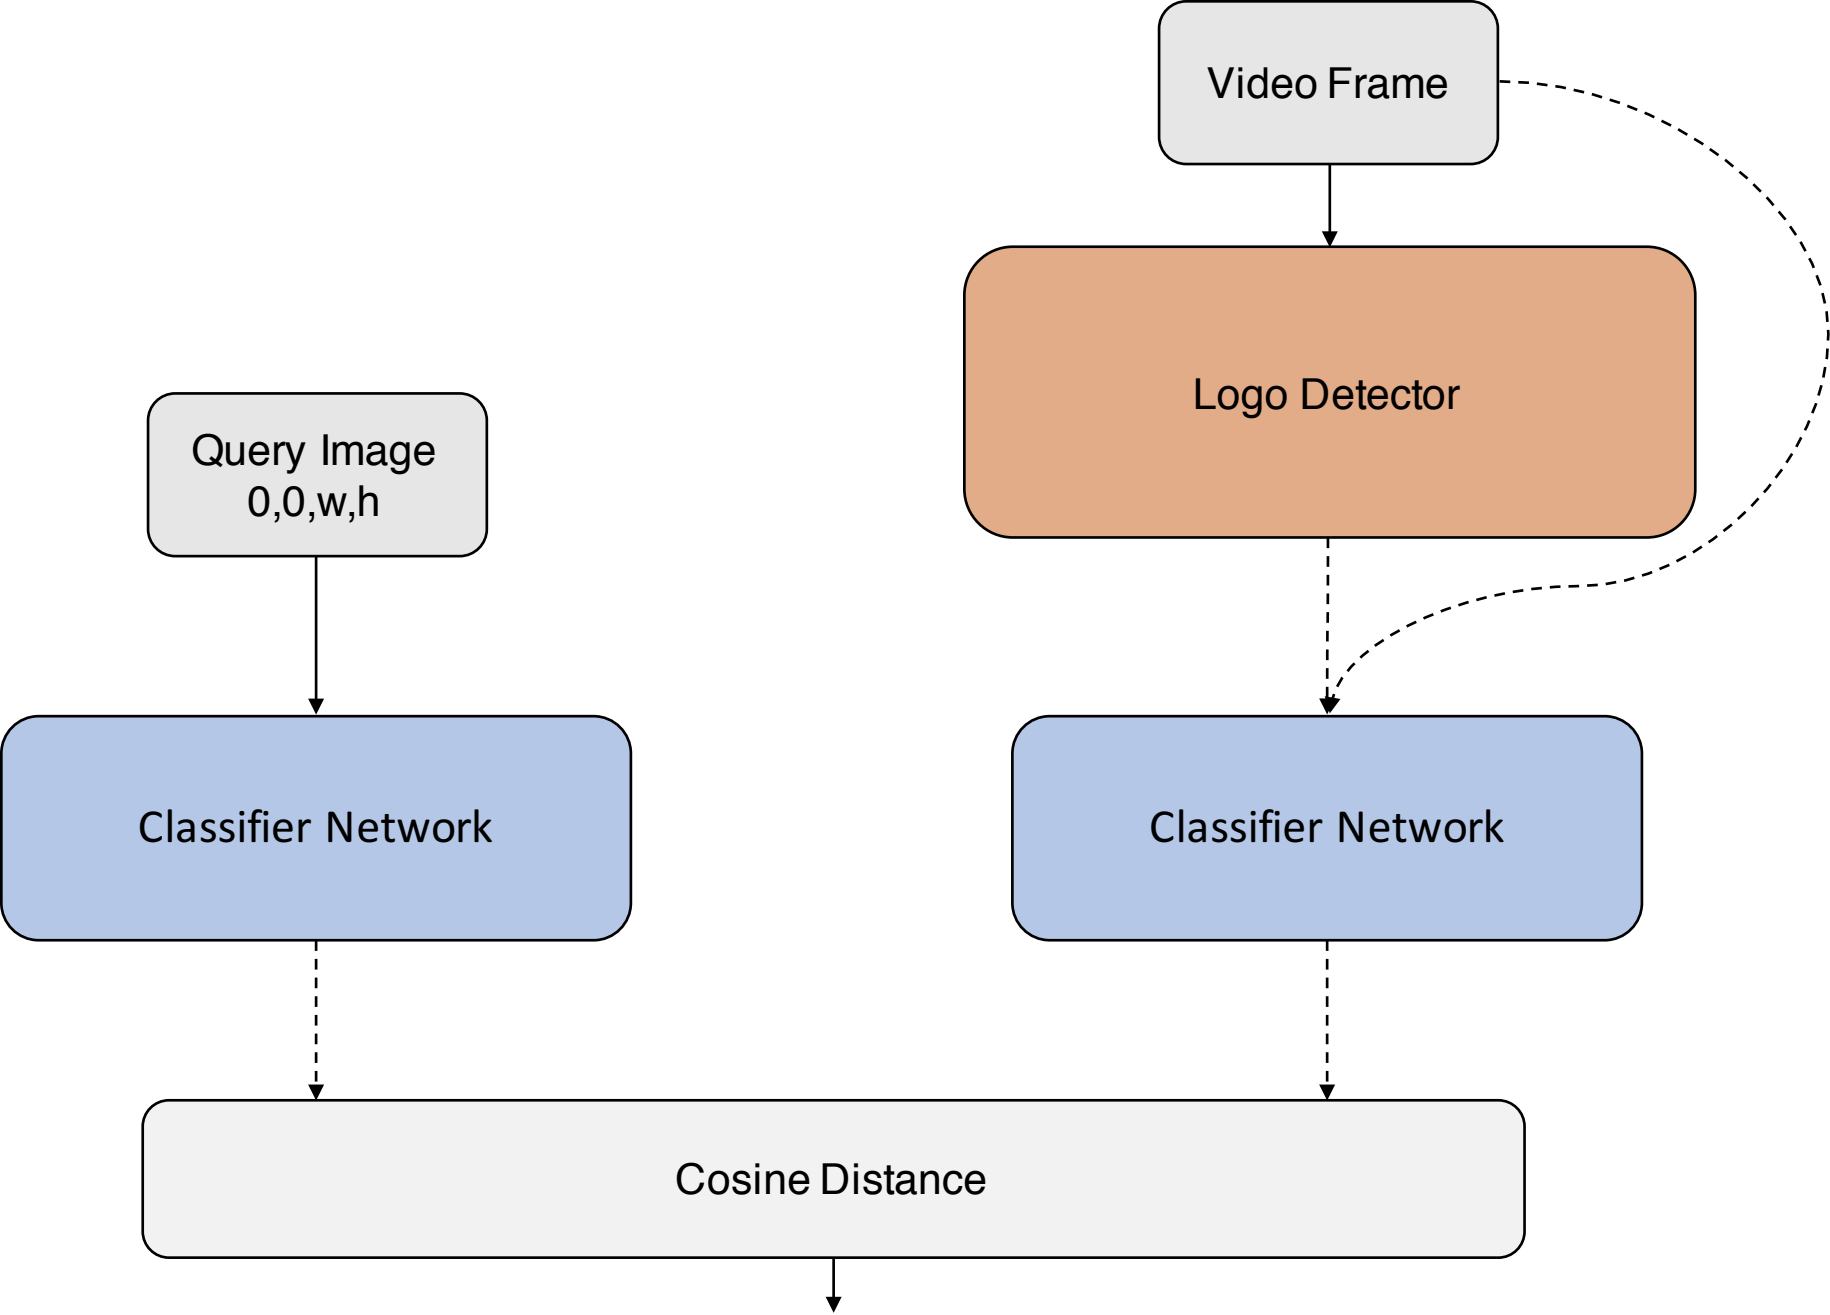 Video Frame
Logo Detector
Query Image
0,0,w,h
Classifier Network
Classifier Network
Cosine Distance